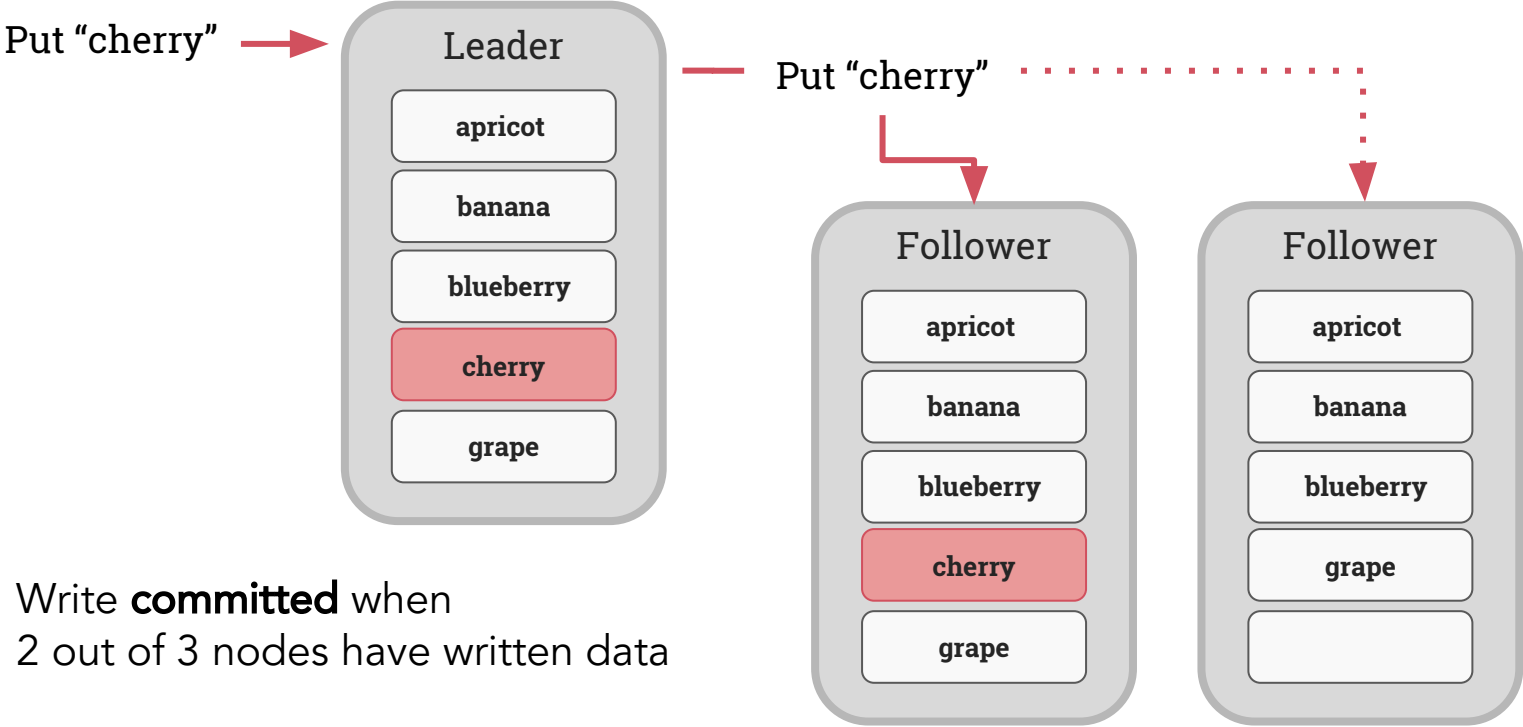 Put “cherry”
Leader
apricot
banana
blueberry
cherry
grape
Put “cherry”
Follower
apricot
banana
blueberry
cherry
grape
Follower
apricot
banana
blueberry
grape
Write committed when
2 out of 3 nodes have written data